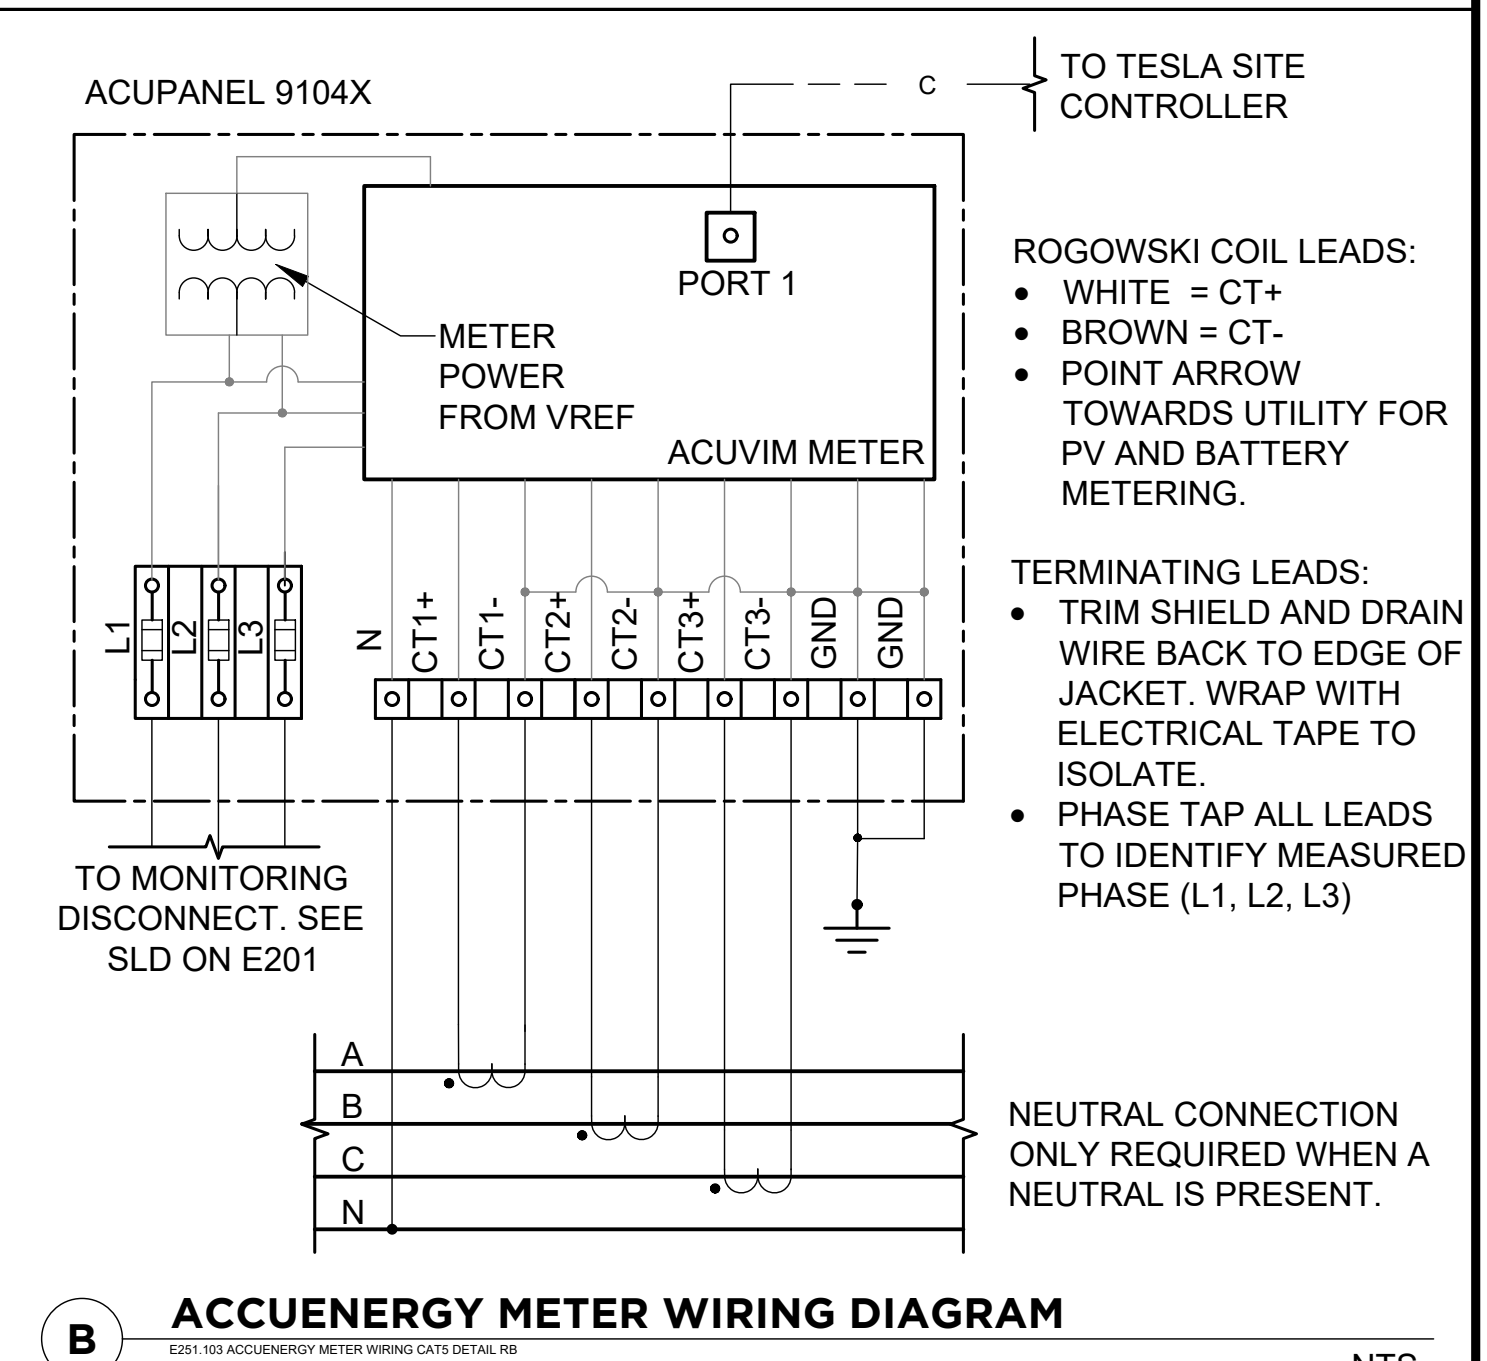 ACUPANEL 9104X
C
TO TESLA SITE
CONTROLLER
PORT 1
METER
POWER
FROM VREF
ACUVIM METER
ROGOWSKI COIL LEADS:
• WHITE = CT+
• BROWN = CT-
• POINT ARROW
TOWARDS UTILITY FOR
PV AND BATTERY
METERING.
TERMINATING LEADS:
• TRIM SHIELD AND DRAIN
WIRE BACK TO EDGE OF
JACKET. WRAP WITH
ELECTRICAL TAPE TO
ISOLATE.
• PHASE TAP ALL LEADS
TO IDENTIFY MEASURED
PHASE (L1, L2, L3)
L1
L2
L3
N
CT1+
CT1-
CT2+
CT2-
CT3+
CT3-
GND
GND
TO MONITORING
DISCONNECT. SEE
SLD ON E201
A
B
C
N
NEUTRAL CONNECTION
ONLY REQUIRED WHEN A
NEUTRAL IS PRESENT.
B
ACCUENERGY METER WIRING DIAGRAM
E251.103 ACCUENERGY METER WIRING CAT5 DETAIL RB
NTS